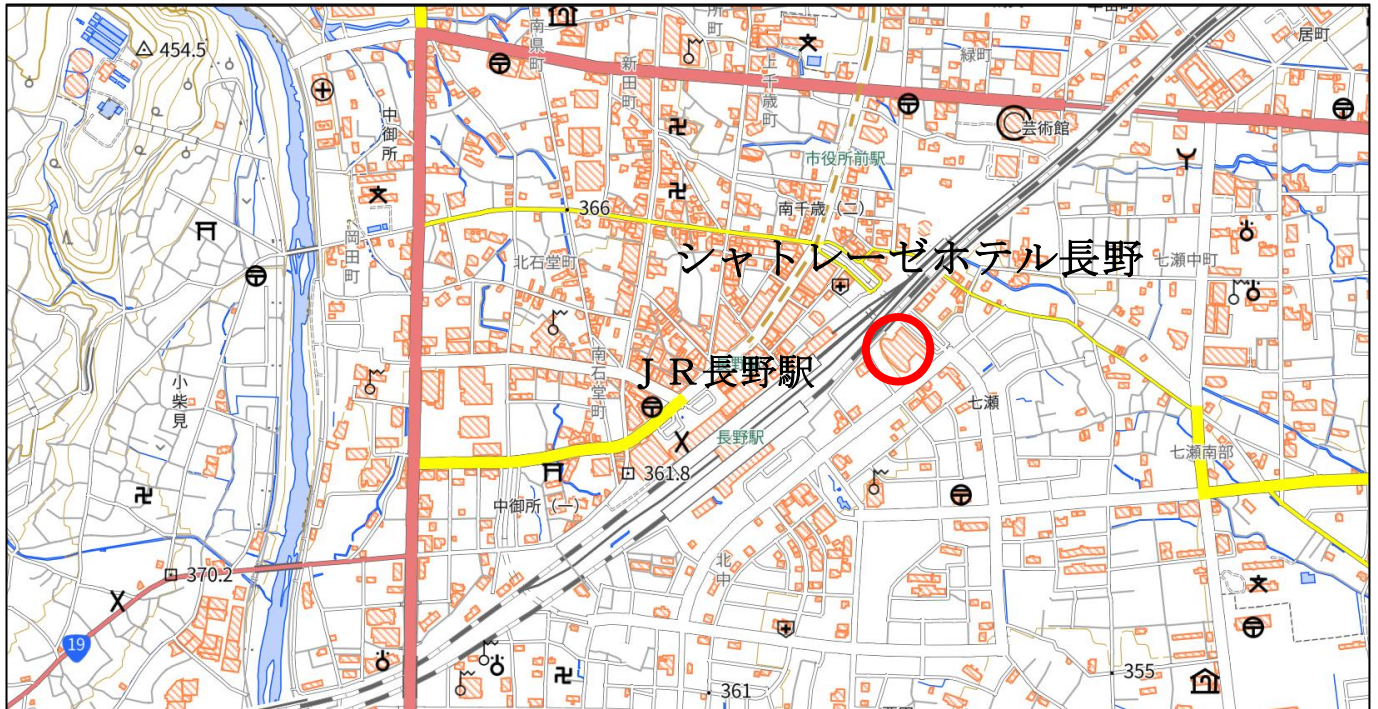 南県町
新田町
上千歳町
緑町
居町
454.5
中御所
芸術館
市役所前駅
366
南千歳（二）
岡田町
北石堂町
シャトレーゼホテル長野
七瀬中町
小柴見
南石堂町
ＪＲ長野駅
七瀬
長野駅
七瀬南部
361.8
中御所（一）
北中
370.2
19
355
361